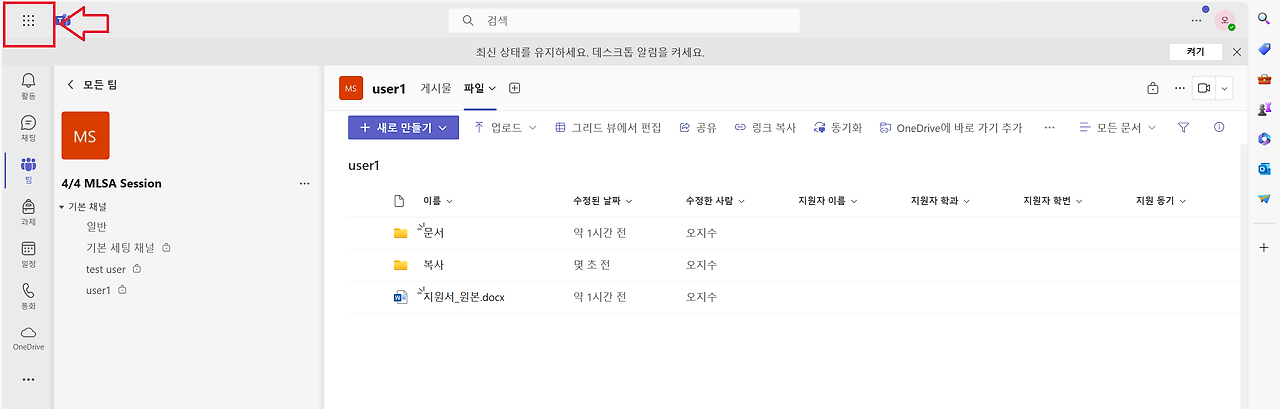 검색
오
최신 상태를 유지하세요. 데스크톱 알림을 켜세요.
켜기
활동
채팅
팀
과제
일정
통화
OneDrive
모든 팀
MS
4/4 MLSA Session
기본 채널
일반
기본 세팅 채널
test user
user1
MS user1 게시물 파일
새로 만들기 업로드 그리드 뷰에서 편집 공유 링크 복사 동기화 OneDrive에 바로 가기 추가 모든 문서
user1
이름 수정된 날짜 수정한 사람 지원자 이름 지원자 학과 지원자 학번 지원 동기
문서 약 1시간 전 오지수
복사 몇 초 전 오지수
지원서_원본.docx 약 1시간 전 오지수